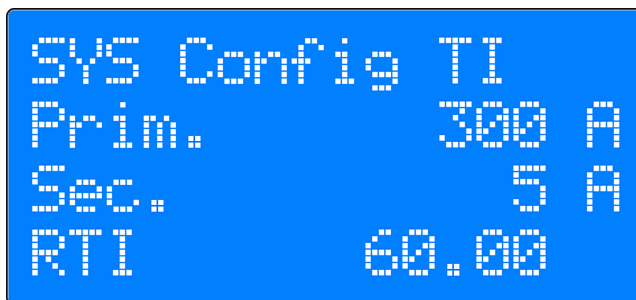 SYS Config TI
Prim. 300 A
Sec. 5 A
RTI 60.00